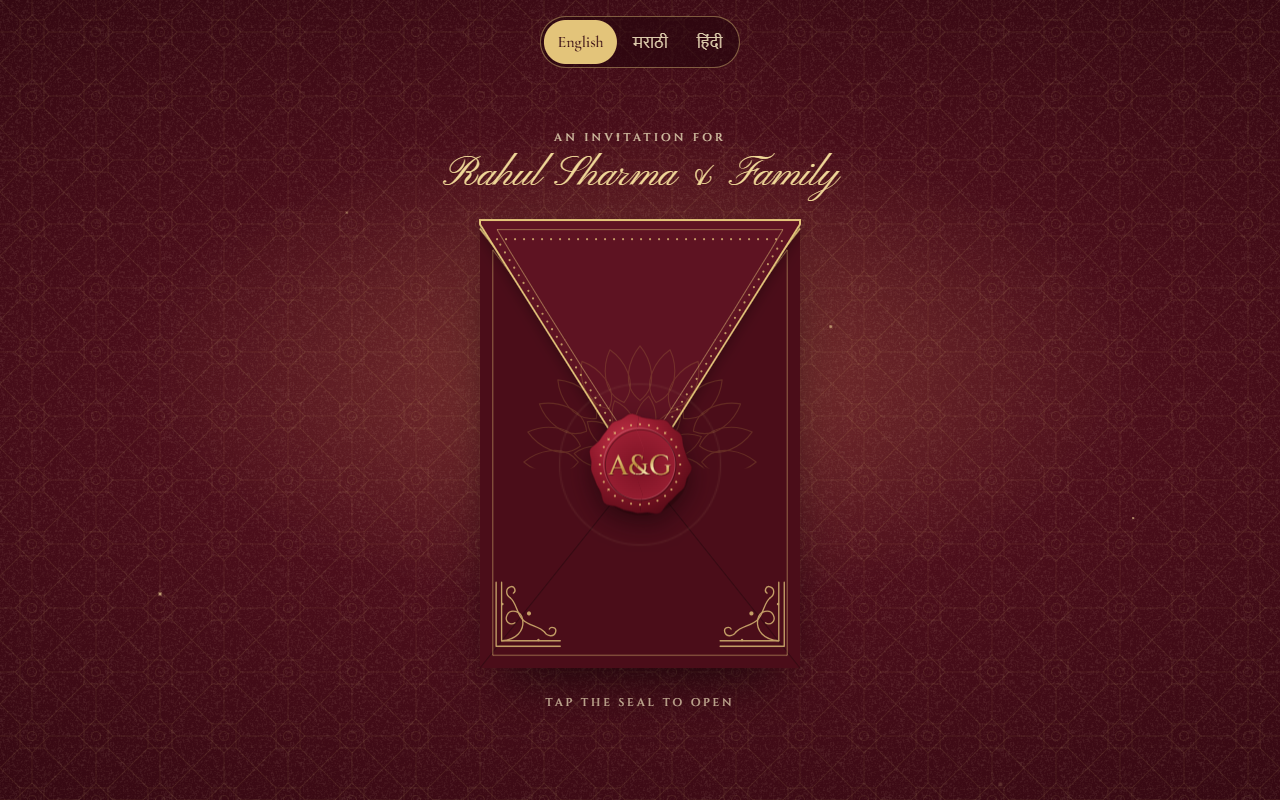 English मराठी हिंदी
AN INVITATION FOR
Rahul Sharma & Family
A&G
TAP THE SEAL TO OPEN